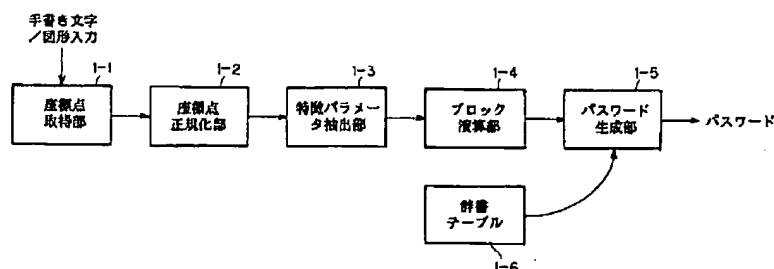 手書き文字
/図形入力
1-1
座標点
取得部
1-2
座標点
正規化部
1-3
特徴パラメー
タ抽出部
1-4
ブロック
演算部
1-5
パスワード
生成部
パスワード
辞書
テーブル
1-6